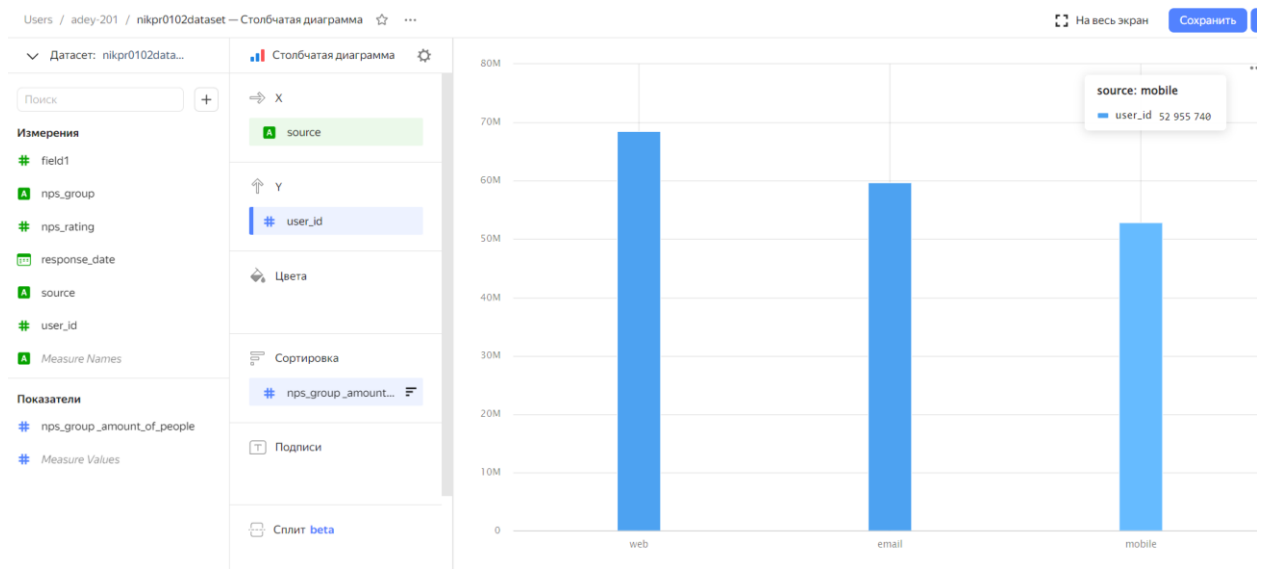 Users / adey-201 / nikpr0102dataset — Столбчатая диаграмма
На весь экран
Сохранить
Датасет: nikpr0102data...
Поиск
Измерения
field1
A nps_group
nps_rating
response_date
A source
user_id
A Measure Names
Показатели
nps_group _amount_of_people
Measure Values
Столбчатая диаграмма
X
A source
Y
user_id
Цвета
Сортировка
nps_group _amount...
T Подписи
Сплит beta
80M
70M
60M
50M
40M
30M
20M
10M
0
web email mobile
source: mobile
user_id 52 955 740